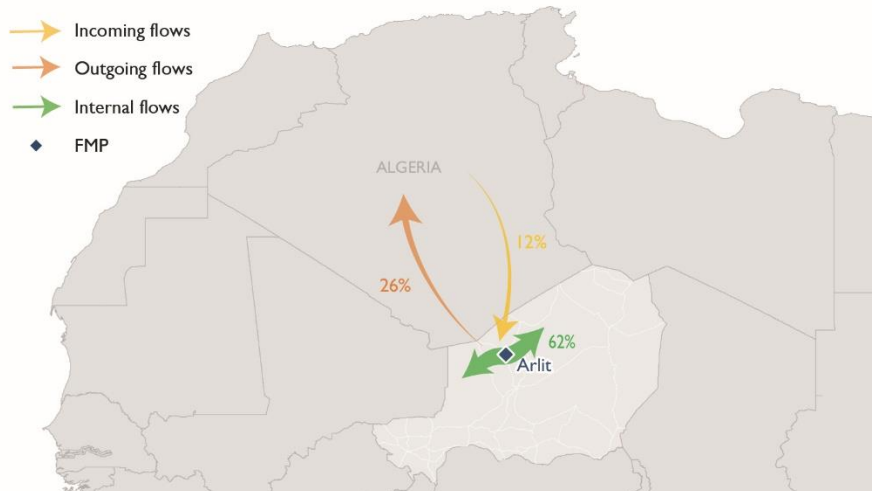 Incoming flows
Outgoing flows
Internal flows
FMP
ALGERIA
12%
26%
62%
Arlit